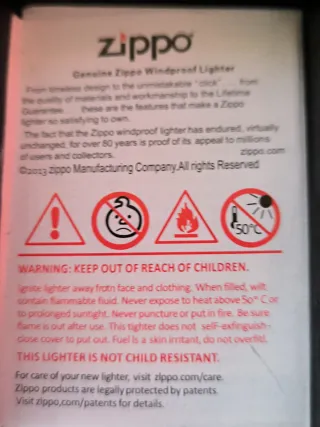 zippo
Genuine Zippo Windproof Lighter
From timeless design to the unmistakable "click" from
the quality of materials and workmanship to the Lifetime
Guarantee these are the features that make a Zippo
lighter so satisfying to own.
The fact that the Zippo windproof lighter has endured, virtually
unchanged, for over 80 years is proof of its appeal to millions
of users and collectors.
zippo.com
©2013 zippo Manufacturing Company.All rights Reserved
50℃
WARNING: KEEP OUT OF REACH OF CHILDREN.
Ignite lighter away frotn face and clothing. When filled, wilt
contain flammabte fluid. Never expose to heat above 50° C or
to prolonged suntight. Never puncture or put in fire. Be sure
flame is out after use. This tighter does not self-exfinguish-
close cover to put out. Fuel is a skin irritant, do not overfitl.
THIS LIGHTER IS NOT CHILD RESISTANT.
For care of your new lighter, visit zippo.com/care.
Zippo products are legally protected by patents
Visit zippo,com/patents for details.